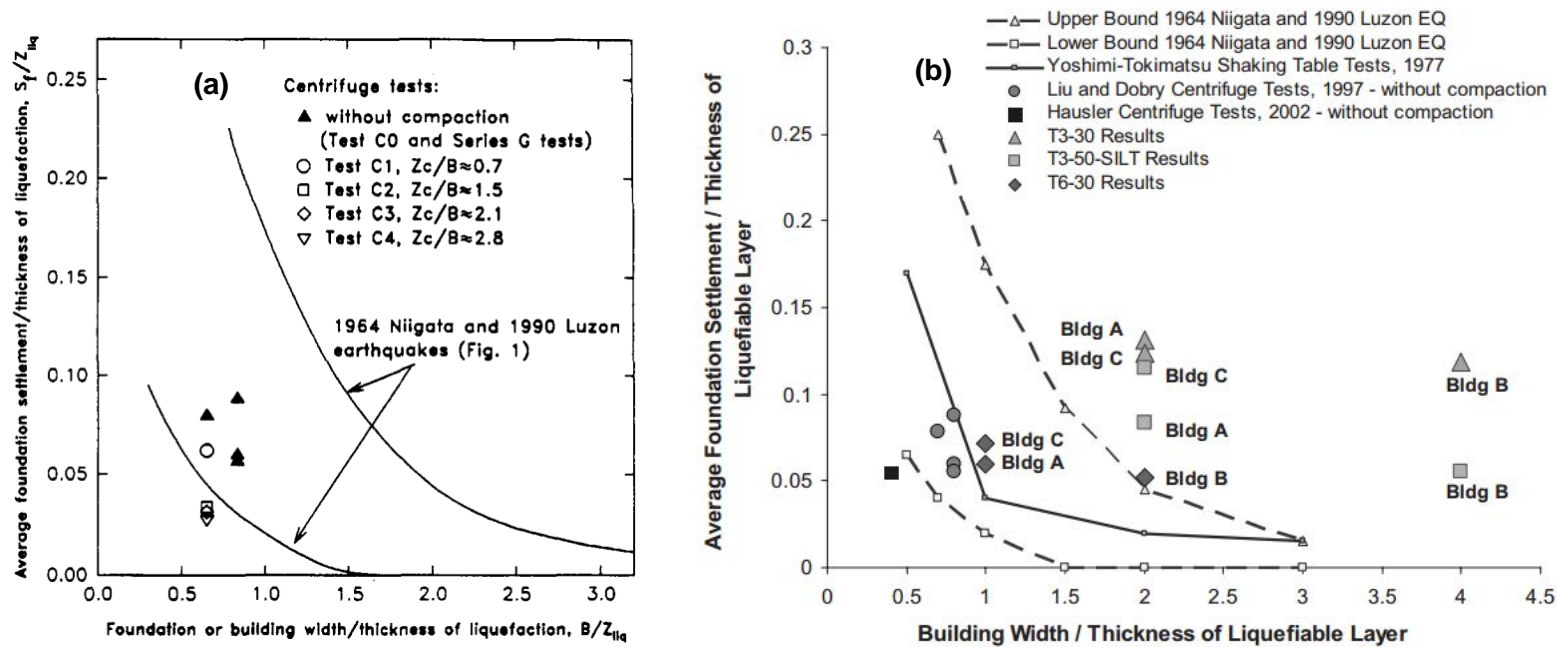 (a)
Average foundation settlement/thickness of liquefaction, Sf/Zliq
0.25
0.20
0.15
0.10
0.05
0.00
Centrifuge tests:
▲ without compaction
(Test C0 and Series G tests)
○ Test C1, Zc/B≈0.7
□ Test C2, Zc/B≈1.5
◇ Test C3, Zc/B≈2.1
▽ Test C4, Zc/B≈2.8
1964 Niigata and 1990 Luzon
earthquakes (Fig. 1)
0.0 0.5 1.0 1.5 2.0 2.5 3.0
Foundation or building width/thickness of liquefaction, B/Zliq
(b)
Upper Bound 1964 Niigata and 1990 Luzon EQ
Lower Bound 1964 Niigata and 1990 Luzon EQ
Yoshimi-Tokimatsu Shaking Table Tests, 1977
Liu and Dobry Centrifuge Tests, 1997 - without compaction
Hausler Centrifuge Tests, 2002 - without compaction
T3-30 Results
T3-50-SILT Results
T6-30 Results
Average Foundation Settlement / Thickness of
Liquefiable Layer
0.3
0.25
0.2
0.15
0.1
0.05
0
Bldg A
Bldg C
Bldg C
Bldg B
Bldg A
Bldg C
Bldg A
Bldg B
Bldg B
0 0.5 1 1.5 2 2.5 3 3.5 4 4.5
Building Width / Thickness of Liquefiable Layer